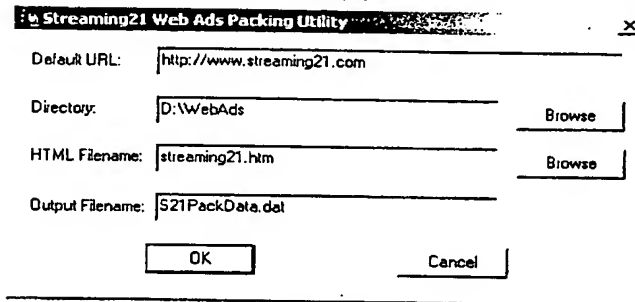 Streaming21 Web Ads Packing Utility
Default URL: http://www.streaming21.com
Directory: D:\WebAds Browse
HTML Filename: streaming21.htm Browse
Output Filename: S21PackData.dat
OK Cancel